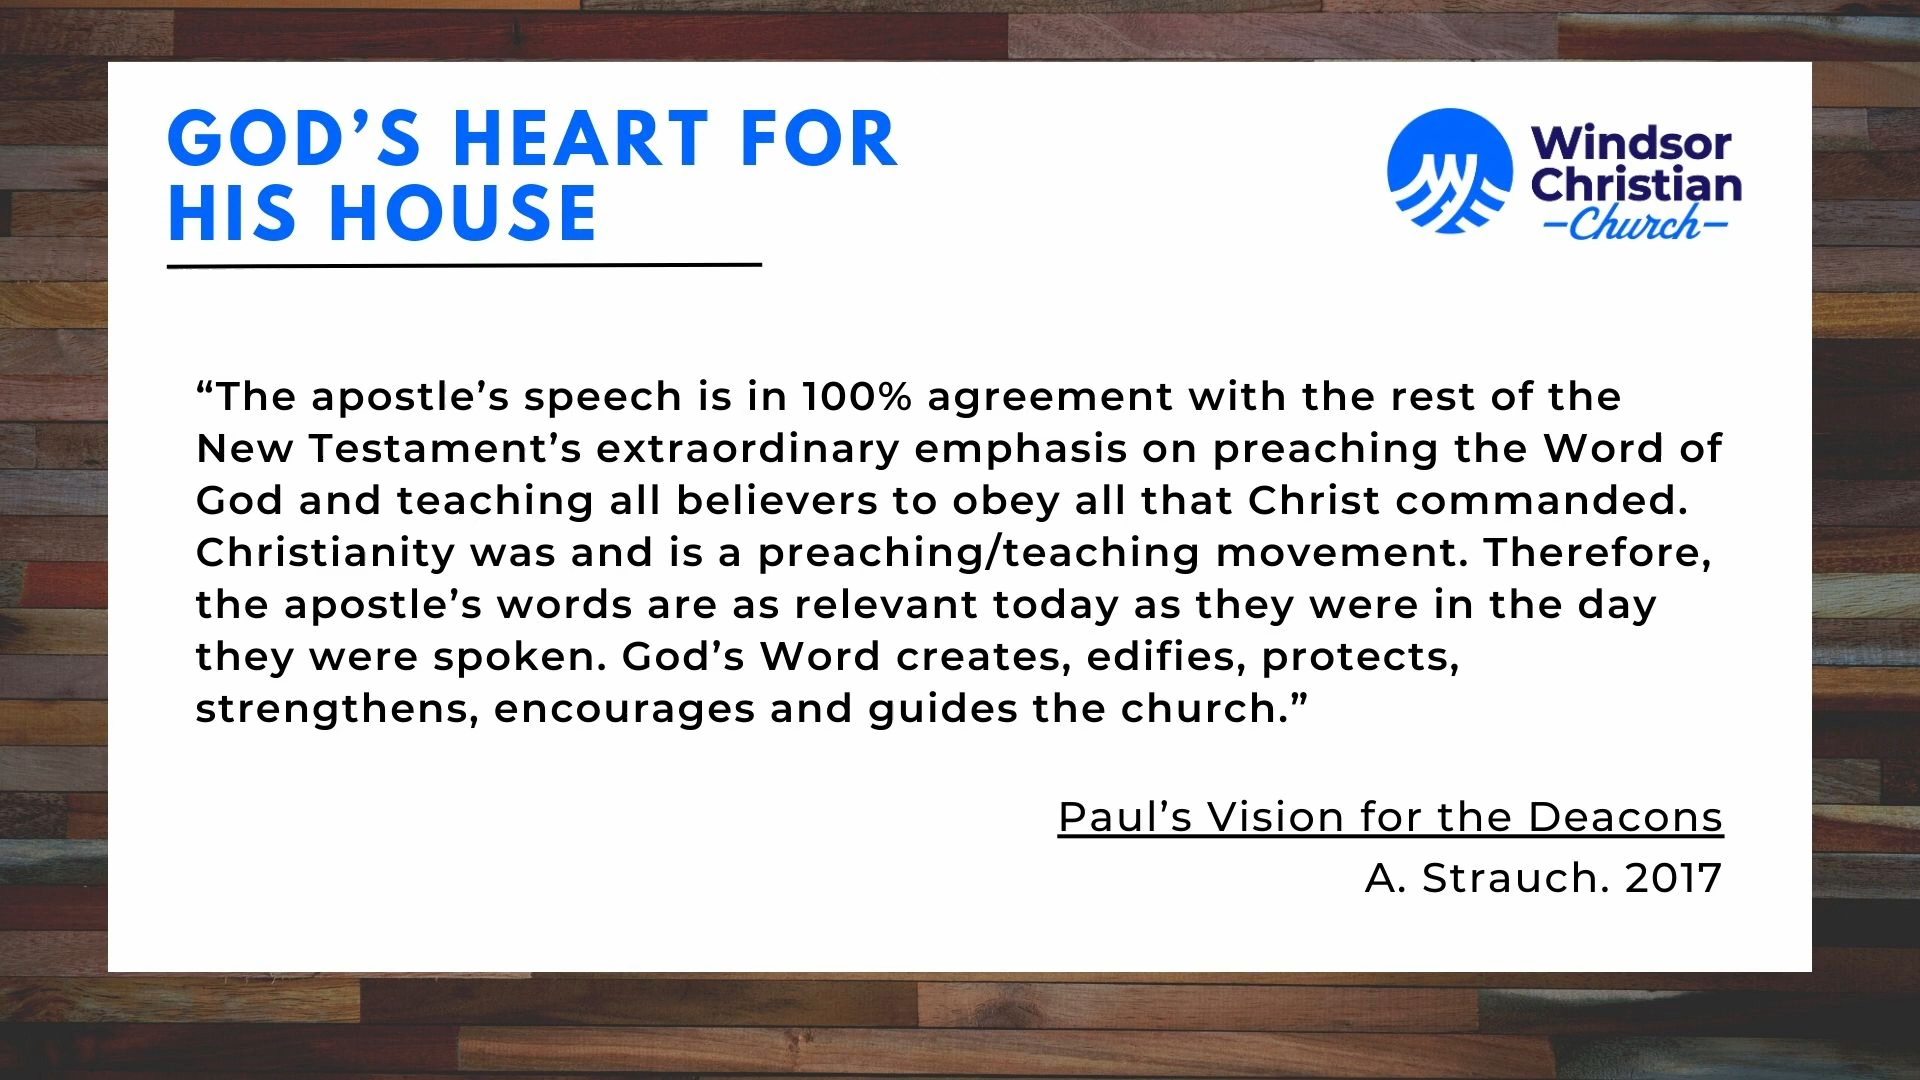 GOD’S HEART FOR
HIS HOUSE
Windsor
Christian
–Church–
“The apostle’s speech is in 100% agreement with the rest of the
New Testament’s extraordinary emphasis on preaching the Word of
God and teaching all believers to obey all that Christ commanded.
Christianity was and is a preaching/teaching movement. Therefore,
the apostle’s words are as relevant today as they were in the day
they were spoken. God’s Word creates, edifies, protects,
strengthens, encourages and guides the church.”
Paul’s Vision for the Deacons
A. Strauch. 2017